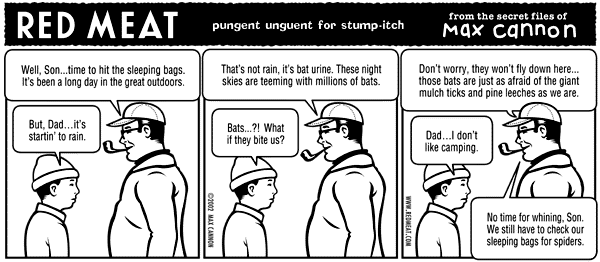 RED MEAT
pungent unguent for stump-itch
from the secret files of
Max Cannon
Well, Son...time to hit the sleeping bags.
It's been a long day in the great outdoors.
But, Dad...it's
startin' to rain.
That's not rain, it's bat urine. These night
skies are teeming with millions of bats.
Bats...?! What
if they bite us?
©2002 MAX CANNON
Don't worry, they won't fly down here...
those bats are just as afraid of the giant
mulch ticks and pine leeches as we are.
Dad...I don't
like camping.
WWW.REDMEAT.COM
No time for whining, Son.
We still have to check our
sleeping bags for spiders.